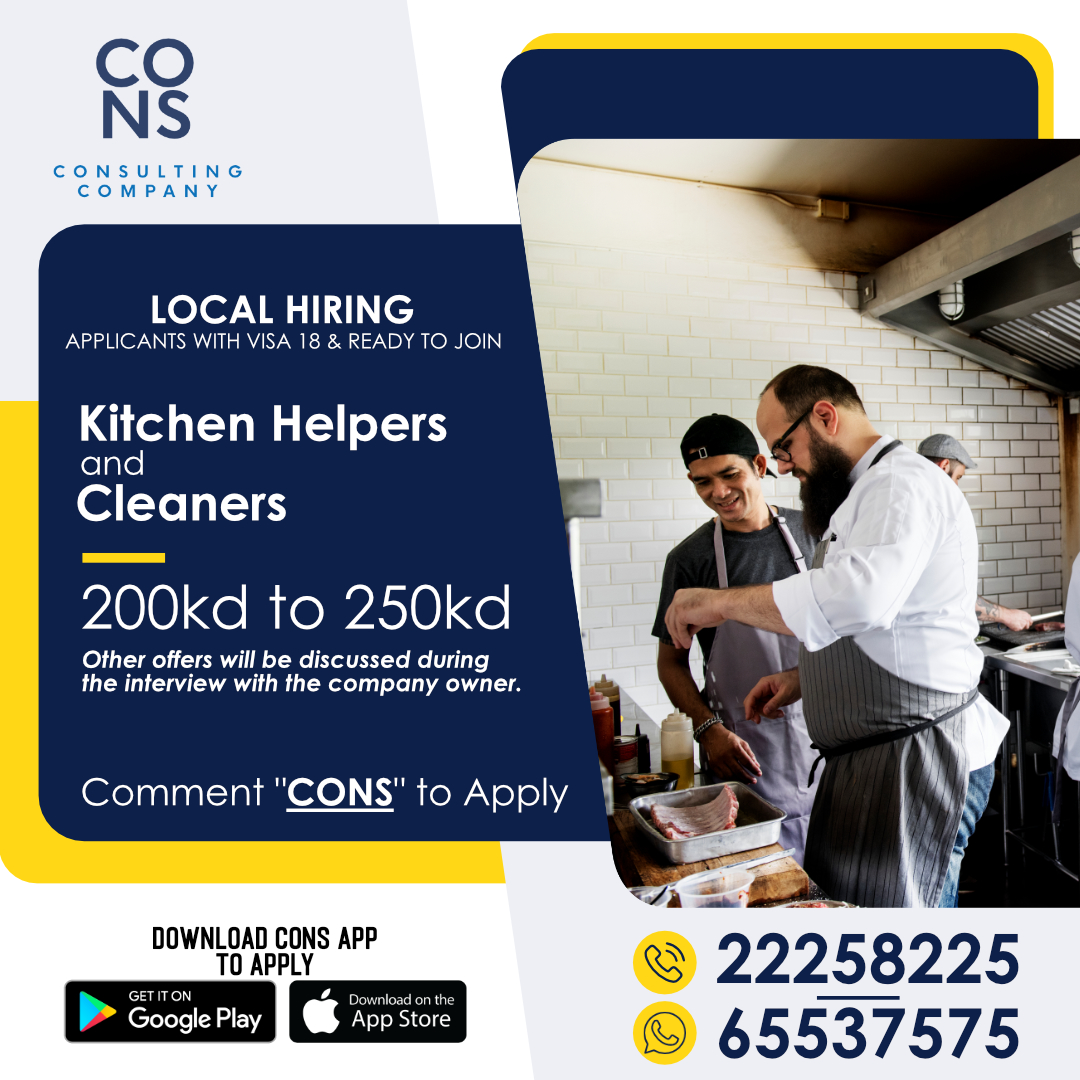 CO
NS
CONSULTING
COMPANY
LOCAL HIRING
APPLICANTS WITH VISA 18 & READY TO JOIN
Kitchen Helpers
and
Cleaners
200kd to 250kd
Other offers will be discussed during
the interview with the company owner.
Comment "CONS" to Apply
DOWNLOAD CONS APP
TO APPLY
GET IT ON
Google Play
Download on the
App Store
22258225
65537575